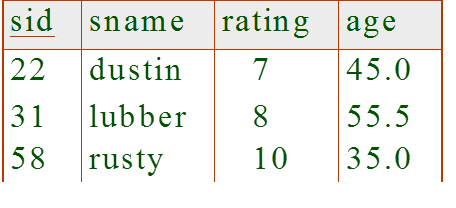 sid sname rating age
22 dustin 7 45.0
31 lubber 8 55.5
58 rusty 10 35.0